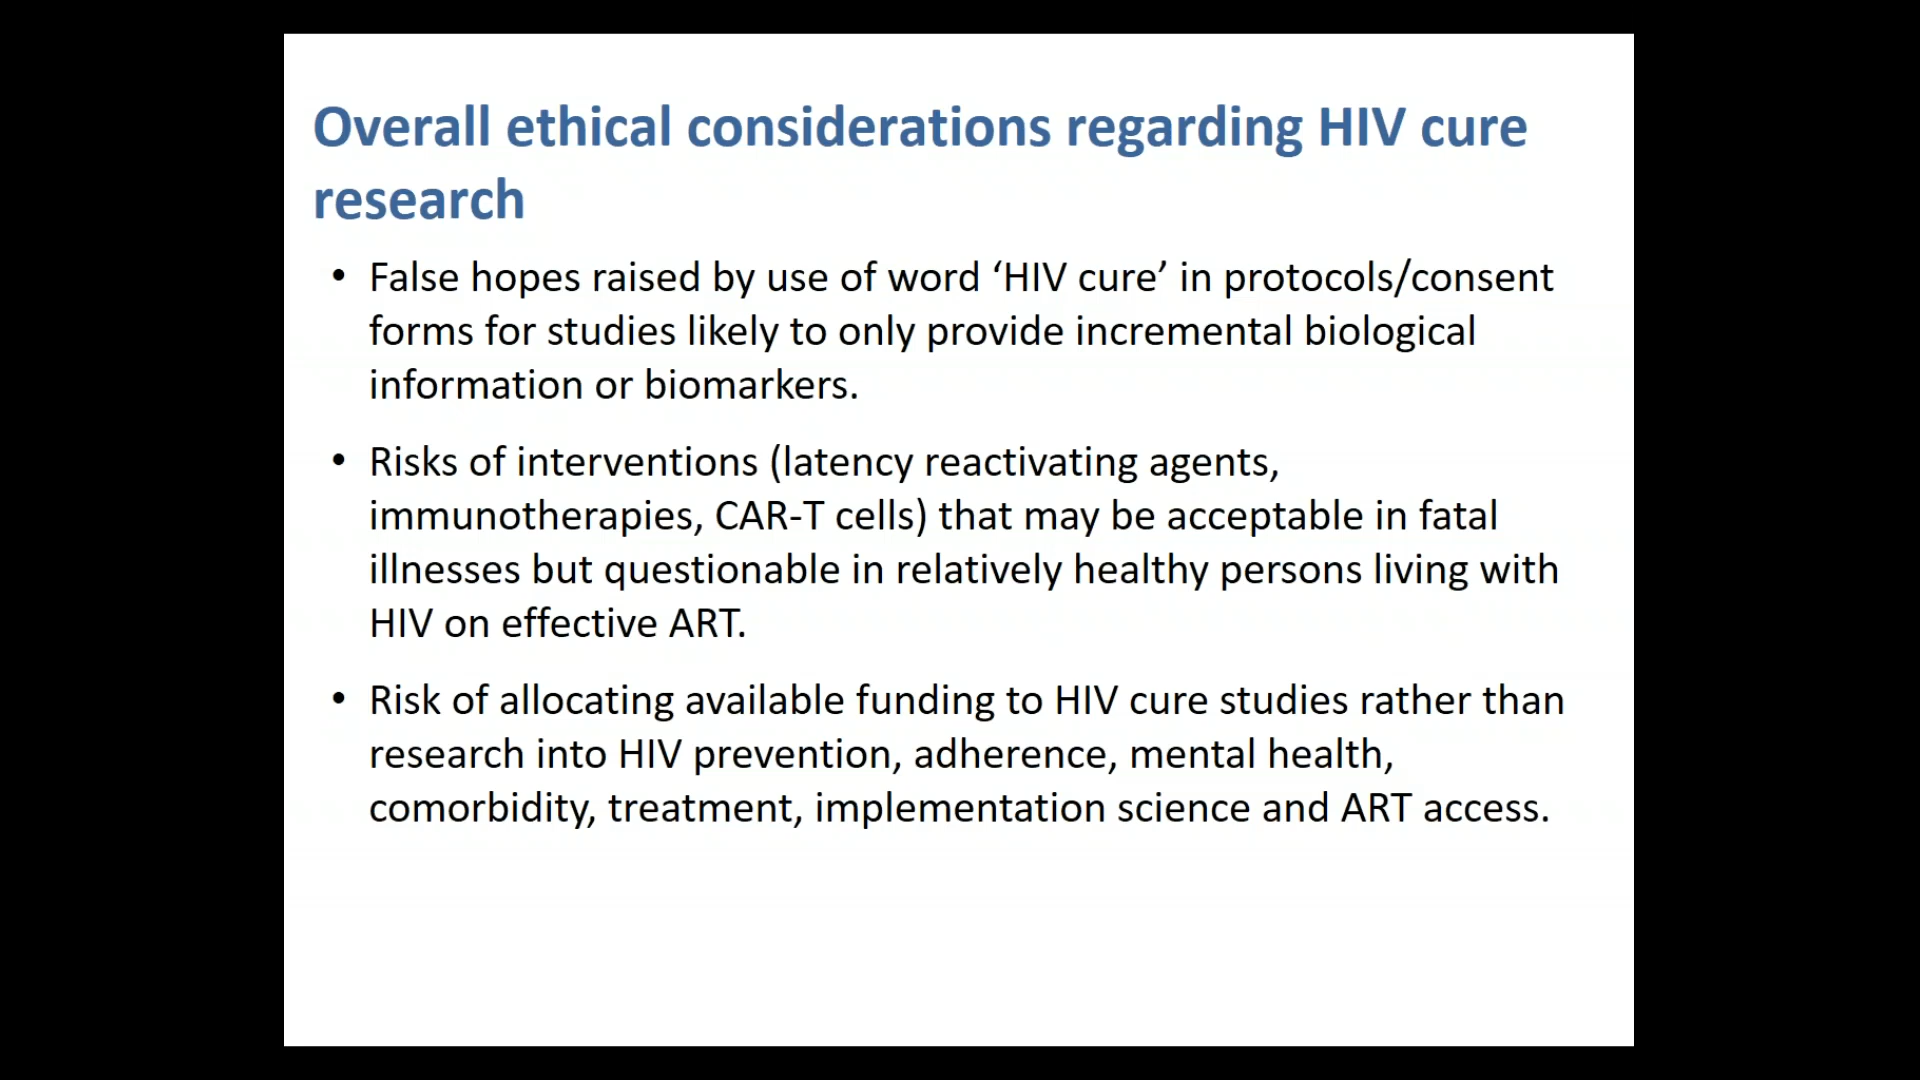 Overall ethical considerations regarding HIV cure
research
• False hopes raised by use of word ‘HIV cure’ in protocols/consent
forms for studies likely to only provide incremental biological
information or biomarkers.
• Risks of interventions (latency reactivating agents,
immunotherapies, CAR-T cells) that may be acceptable in fatal
illnesses but questionable in relatively healthy persons living with
HIV on effective ART.
• Risk of allocating available funding to HIV cure studies rather than
research into HIV prevention, adherence, mental health,
comorbidity, treatment, implementation science and ART access.